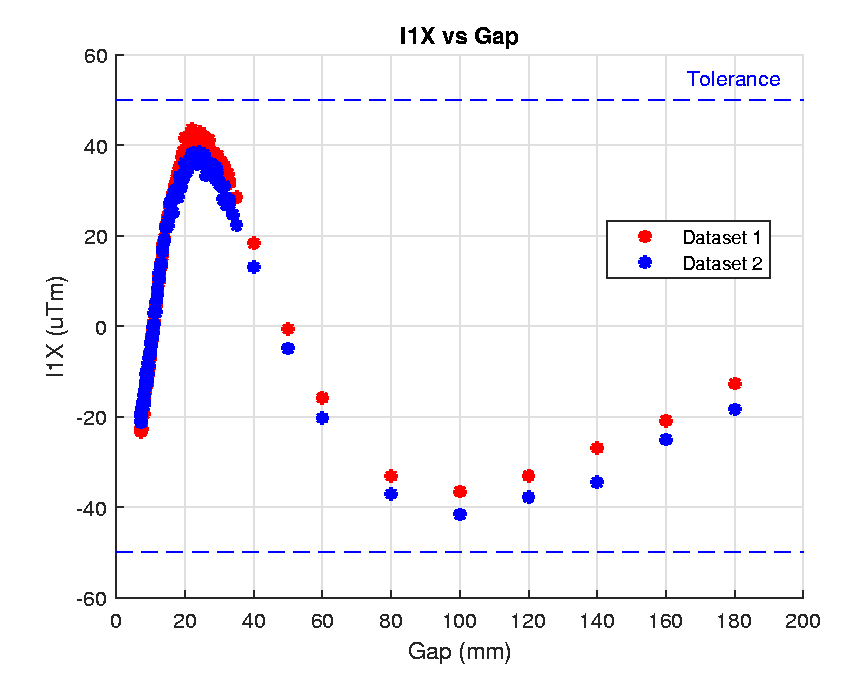 I1X vs Gap
60
Tolerance
40
20
Dataset 1
Dataset 2
0
-20
-40
-60
I1X (uTm)
0 20 40 60 80 100 120 140 160 180 200
Gap (mm)